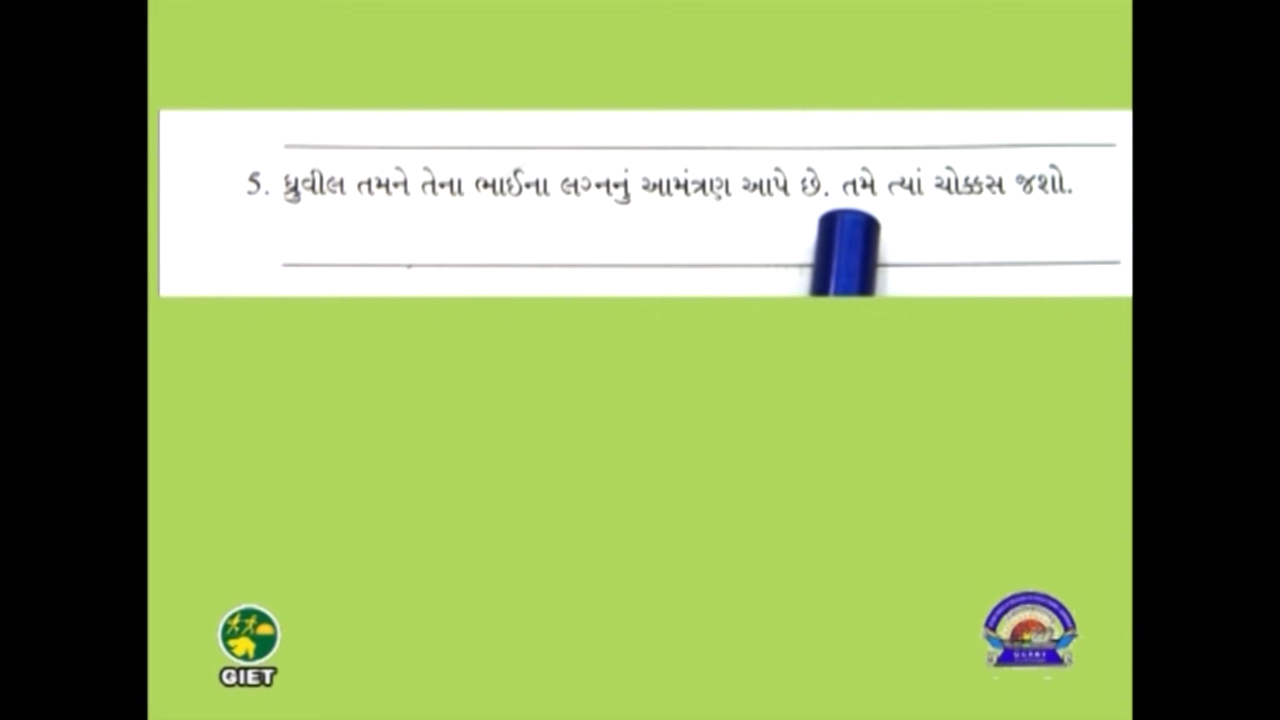 5. ધ્રુવીલ તમને તેના ભાઈના લગ્નનું આમંત્રણ આપે છે. તમે ત્યાં ચોક્કસ જશો.
GIET